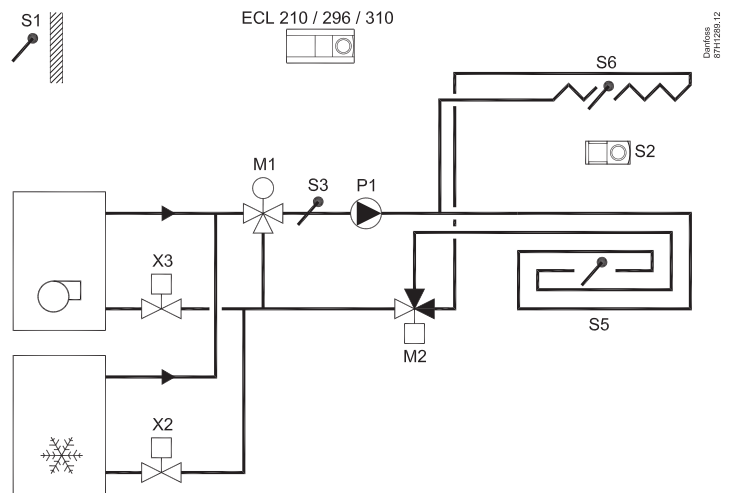 S1
ECL 210 / 296 / 310
Danfoss
87H1289.12
S6
S2
M1
S3
P1
X3
S5
M2
X2